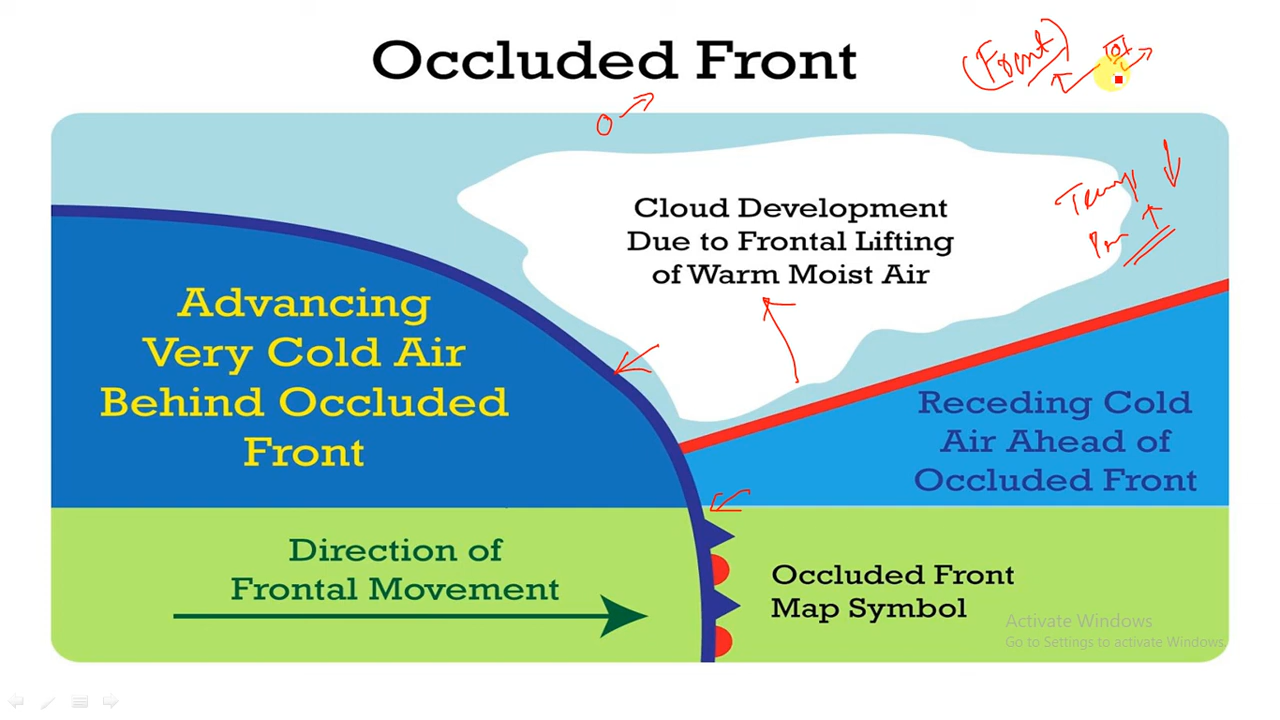 Occluded Front
(Front)
Temp ↓
Cloud Development
Due to Frontal Lifting
of Warm Moist Air
Advancing
Very Cold Air
Behind Occluded
Front
Receding Cold
Air Ahead of
Occluded Front
Direction of
Frontal Movement
Occluded Front
Map Symbol
Activate Windows
Go to Settings to activate Windows.